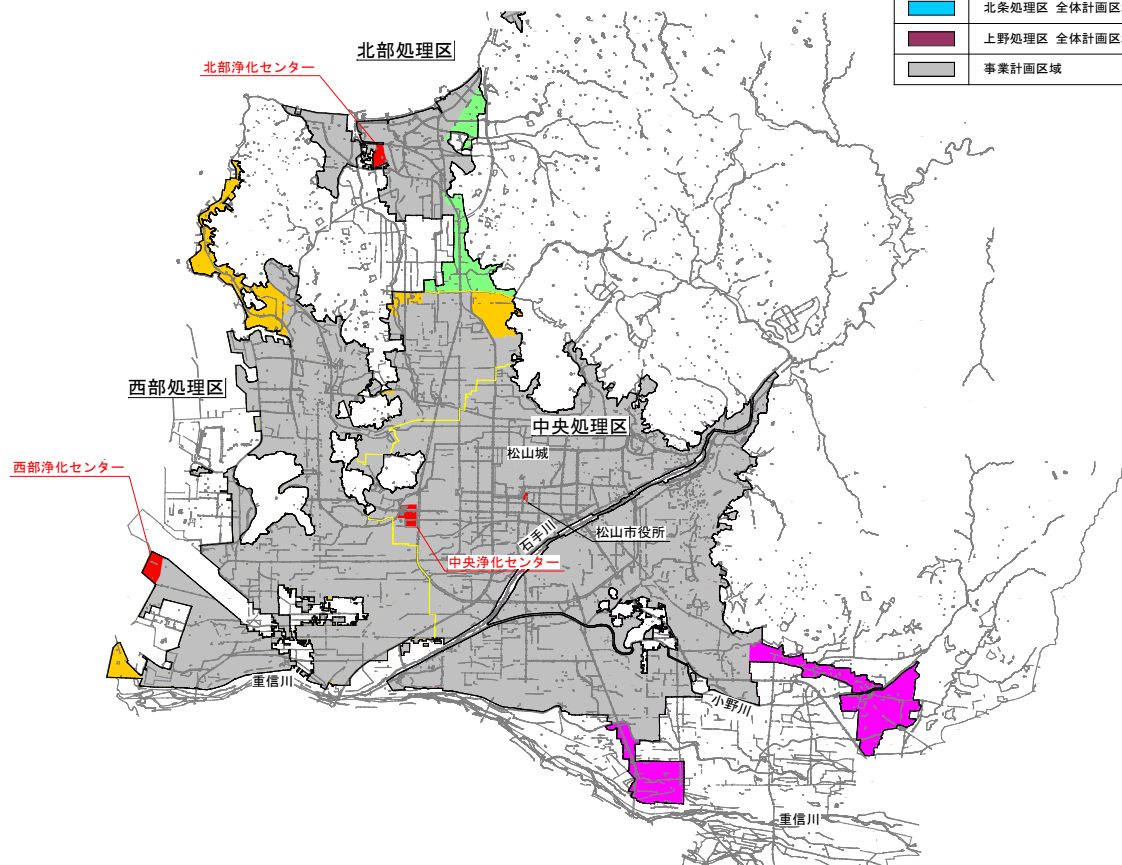 北条処理区 全体計画区
上野処理区 全体計画区
事業計画区域
北部処理区
北部浄化センター
西部処理区
中央処理区
松山城
西部浄化センター
石手川
松山市役所
中央浄化センター
重信川
小野川
重信川